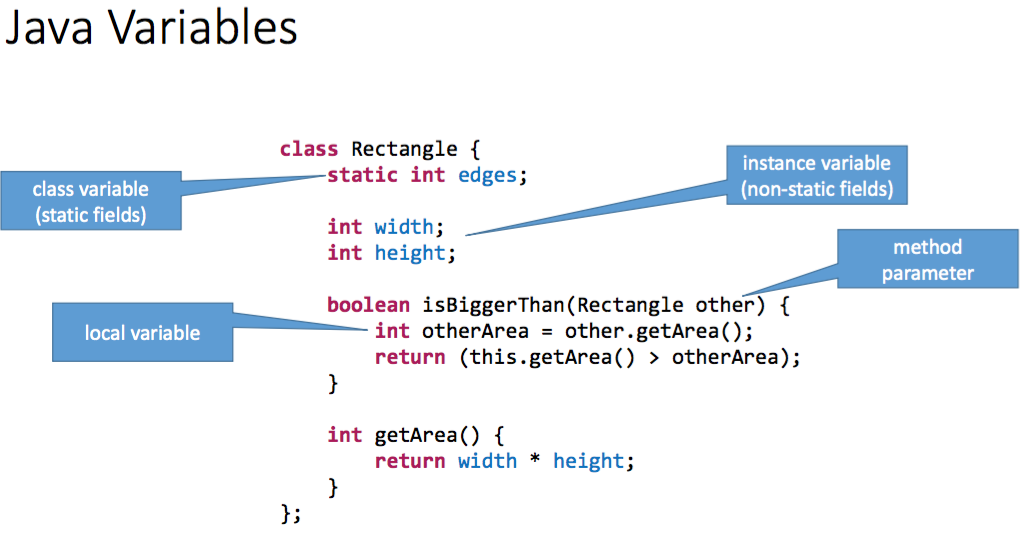 Java Variables
class Rectangle {
static int edges;
class variable
(static fields)
instance variable
(non-static fields)
int width;
int height;
method
parameter
boolean isBiggerThan(Rectangle other) {
local variable
int otherArea = other.getArea();
return (this.getArea() > otherArea);
}
int getArea() {
return width * height;
}
};